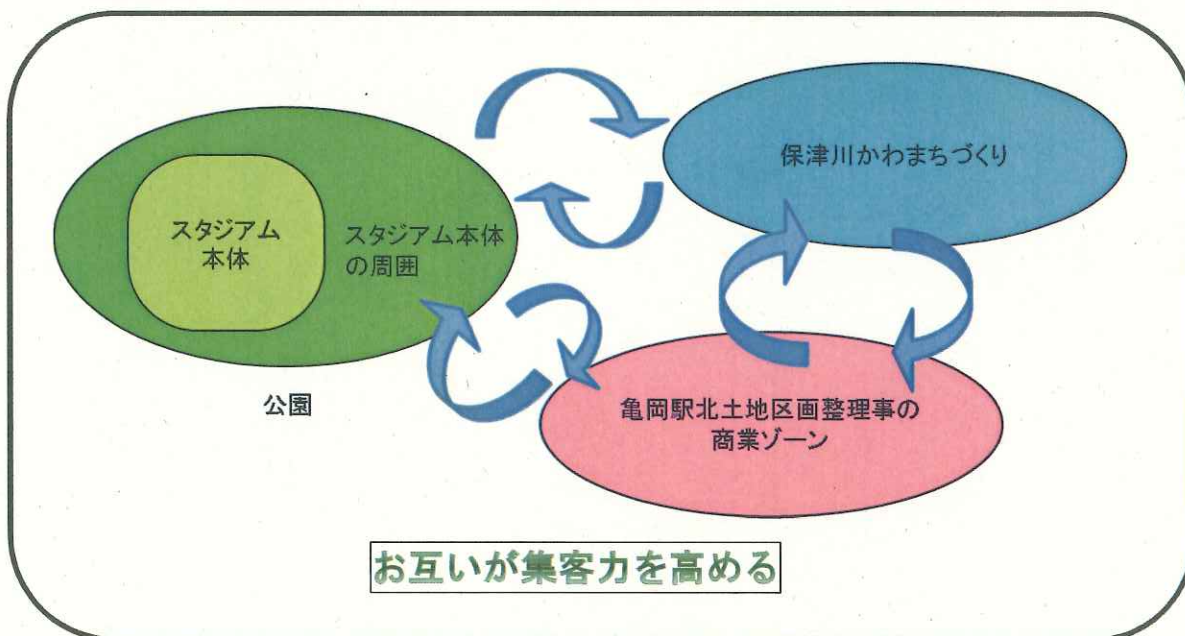 保津川かわまちづくり
スタジアム
本体
スタジアム本体
の周囲
公園
亀岡駅北土地区画整理事の
商業ゾーン
お互いが集客力を高める